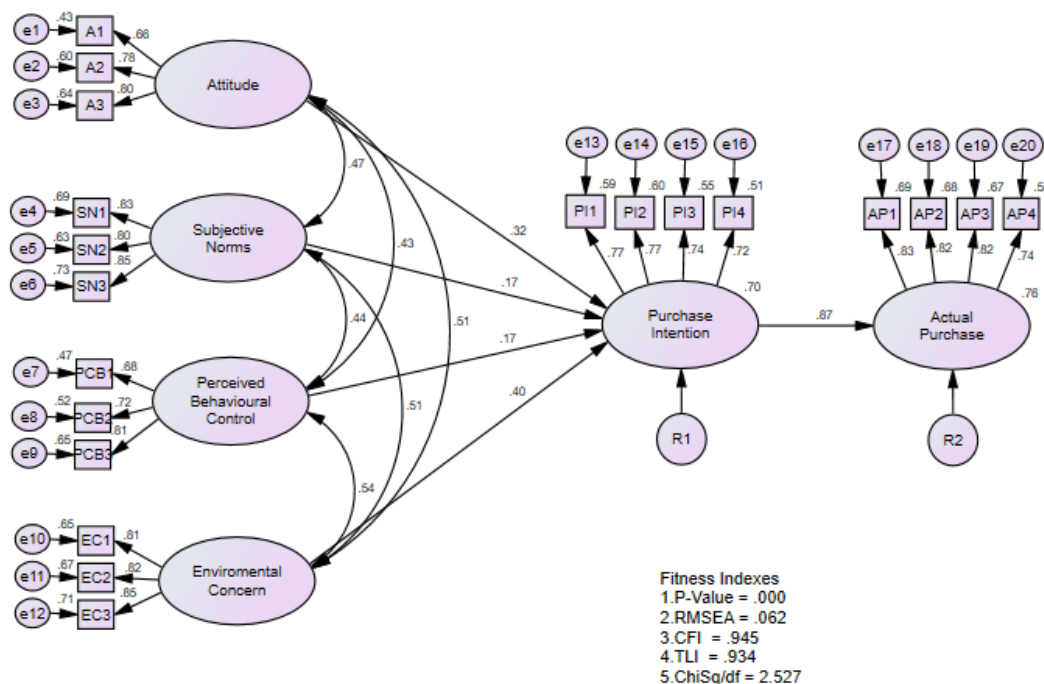 e1 .43 A1 .66
e2 .60 A2 .78
e3 .64 A3 .80
Attitude
e4 .69 SN1 .83
e5 .63 SN2 .80
e6 .73 SN3 .85
Subjective
Norms
e7 .47 PCB1 .68
e8 .52 PCB2 .72
e9 .65 PCB3 .81
Perceived
Behavioural
Control
e10 .65 EC1 .81
e11 .67 EC2 .82
e12 .71 EC3 .85
Enviromental
Concern
.47
.43
.44
.51
.51
.54
.32
.17
.17
.40
e13 e14 e15 e16
.59 .60 .55 .51
PI1 PI2 PI3 PI4
.77 .77 .74 .72
.70
Purchase
Intention
R1
.87
e17 e18 e19 e20
.69 .68 .67 .5
AP1 AP2 AP3 AP4
.83 .82 .82 .74
.76
Actual
Purchase
R2
Fitness Indexes
1.P-Value = .000
2.RMSEA = .062
3.CFI = .945
4.TLI = .934
5.ChiSq/df = 2.527